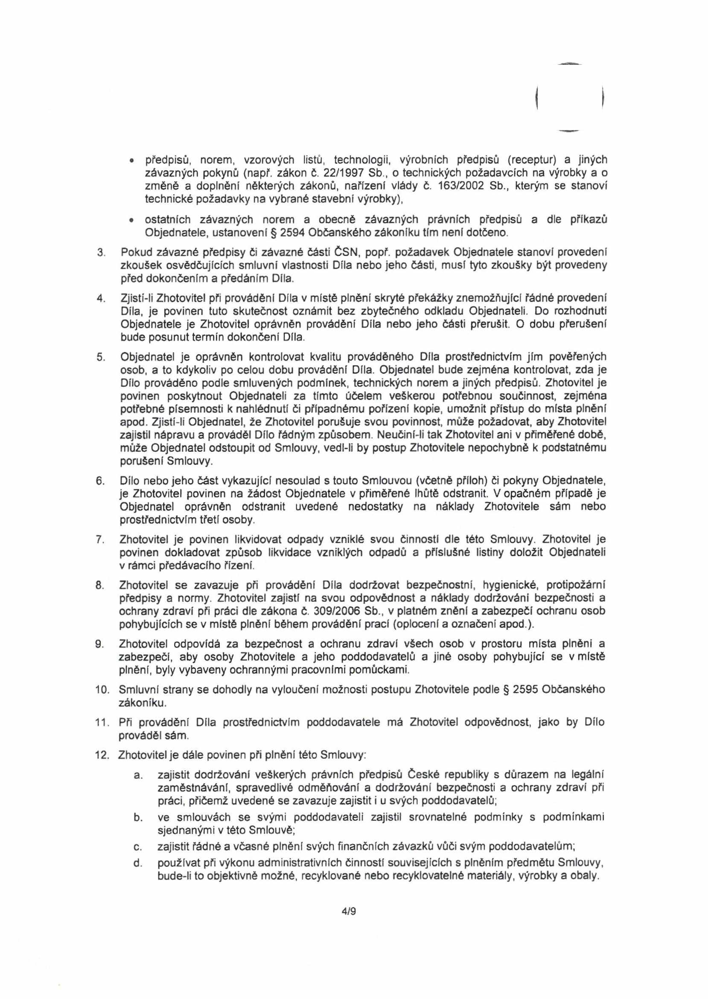 • předpisů, norem, vzorových listů, technologii, výrobních předpisů (receptur) a jiných
závazných pokynů (např. zákon č. 22/1997 Sb., o technických požadavcích na výrobky a o
změně a doplnění některých zákonů, nařízení vlády č. 163/2002 Sb., kterým se stanoví
technické požadavky na vybrané stavební výrobky),
• ostatních závazných norem a obecně závazných právních předpisů a dle příkazů
Objednatele, ustanovení § 2594 Občanského zákoníku tím není dotčeno.
3. Pokud závazné předpisy či závazné části ČSN, popř. požadavek Objednatele stanoví provedení
zkoušek osvědčujících smluvní vlastnosti Díla nebo jeho části, musí tyto zkoušky být provedeny
před dokončením a předáním Díla.
4. Zjistí-li Zhotovitel při provádění Díla v místě plnění skryté překážky znemožňující řádné provedení
Díla, je povinen tuto skutečnost oznámit bez zbytečného odkladu Objednateli. Do rozhodnutí
Objednatele je Zhotovitel oprávněn provádění Díla nebo jeho části přerušit. O dobu přerušení
bude posunut termín dokončení Díla.
5. Objednatel je oprávněn kontrolovat kvalitu prováděného Díla prostřednictvím jím pověřených
osob, a to kdykoliv po celou dobu provádění Díla. Objednatel bude zejména kontrolovat, zda je
Dílo prováděno podle smluvených podmínek, technických norem a jiných předpisů. Zhotovitel je
povinen poskytnout Objednateli za tímto účelem veškerou potřebnou součinnost, zejména
potřebné písemnosti k nahlédnutí či případnému pořízení kopie, umožnit přístup do místa plnění
apod. Zjistí-li Objednatel, že Zhotovitel porušuje svou povinnost, může požadovat, aby Zhotovitel
zajistil nápravu a prováděl Dílo řádným způsobem. Neučiní-li tak Zhotovitel ani v přiměřené době,
může Objednatel odstoupit od Smlouvy, vedl-li by postup Zhotovitele nepochybně k podstatnému
porušení Smlouvy.
6. Dílo nebo jeho část vykazující nesoulad s touto Smlouvou (včetně příloh) či pokyny Objednatele,
je Zhotovitel povinen na žádost Objednatele v přiměřené lhůtě odstranit. V opačném případě je
Objednatel oprávněn odstranit uvedené nedostatky na náklady Zhotovitele sám nebo
prostřednictvím třetí osoby.
7. Zhotovitel je povinen likvidovat odpady vzniklé svou činností dle této Smlouvy. Zhotovitel je
povinen dokladovat způsob likvidace vzniklých odpadů a příslušné listiny doložit Objednateli
v rámci předávacího řízení.
8. Zhotovitel se zavazuje při provádění Díla dodržovat bezpečnostní, hygienické, protipožární
předpisy a normy. Zhotovitel zajistí na svou odpovědnost a náklady dodržování bezpečnosti a
ochrany zdraví při práci dle zákona č. 309/2006 Sb., v platném znění a zabezpečí ochranu osob
pohybujících se v místě plnění během provádění prací (oplocení a označení apod.).
9. Zhotovitel odpovídá za bezpečnost a ochranu zdraví všech osob v prostoru místa plnění a
zabezpečí, aby osoby Zhotovitele a jeho poddodavatelů a jiné osoby pohybující se v místě
plnění, byly vybaveny ochrannými pracovními pomůckami.
10. Smluvní strany se dohodly na vyloučení možnosti postupu Zhotovitele podle § 2595 Občanského
zákoníku.
11. Při provádění Díla prostřednictvím poddodavatele má Zhotovitel odpovědnost, jako by Dílo
prováděl sám.
12. Zhotovitel je dále povinen při plnění této Smlouvy:
a. zajistit dodržování veškerých právních předpisů České republiky s důrazem na legální
zaměstnávání, spravedlivé odměňování a dodržování bezpečnosti a ochrany zdraví při
práci, přičemž uvedené se zavazuje zajistit i u svých poddodavatelů;
b. ve smlouvách se svými poddodavateli zajistil srovnatelné podmínky s podmínkami
sjednanými v této Smlouvě;
c. zajistit řádné a včasné plnění svých finančních závazků vůči svým poddodavatelům;
d. používat při výkonu administrativních činností souvisejících s plněním předmětu Smlouvy,
bude-li to objektivně možné, recyklované nebo recyklovatelné materiály, výrobky a obaly.
4/9